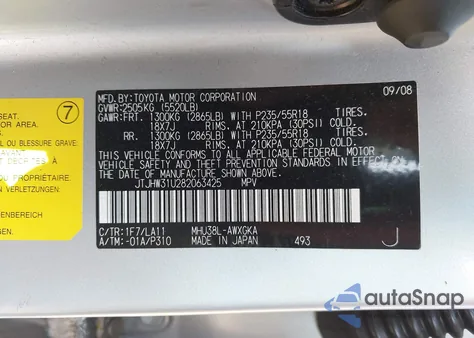 MFD.BY:TOYOTA MOTOR CORPORATION 09/08
GVWR:2505KG (5520LB)
GAWR:FRT. 1300KG (2865LB) WITH P235/55R18 TIRES.
18X7J RIMS. AT 210KPA (30PSI) COLD.
RR. 1300KG (2865LB) WITH P235/55R18 TIRES.
18X7J RIMS. AT 210KPA (30PSI) COLD.
THIS VEHICLE CONFORMS TO ALL APPLICABLE FEDERAL MOTOR
VEHICLE SAFETY AND THEFT PREVENTION STANDARDS IN
EFFECT ON THE DATE OF MANUFACTURE SHOWN ABOVE.
JTJHW31U282063425 MPV
C/TR:1F7/LA11 MHU38L-AWXGKA
A/TM:-01A/P310 MADE IN JAPAN 493 J
7
SEAT.
OR AREA.
OU BLESSURE GRAVE:
N VERLETZUNGEN:
ebenenfalls
autoSnap